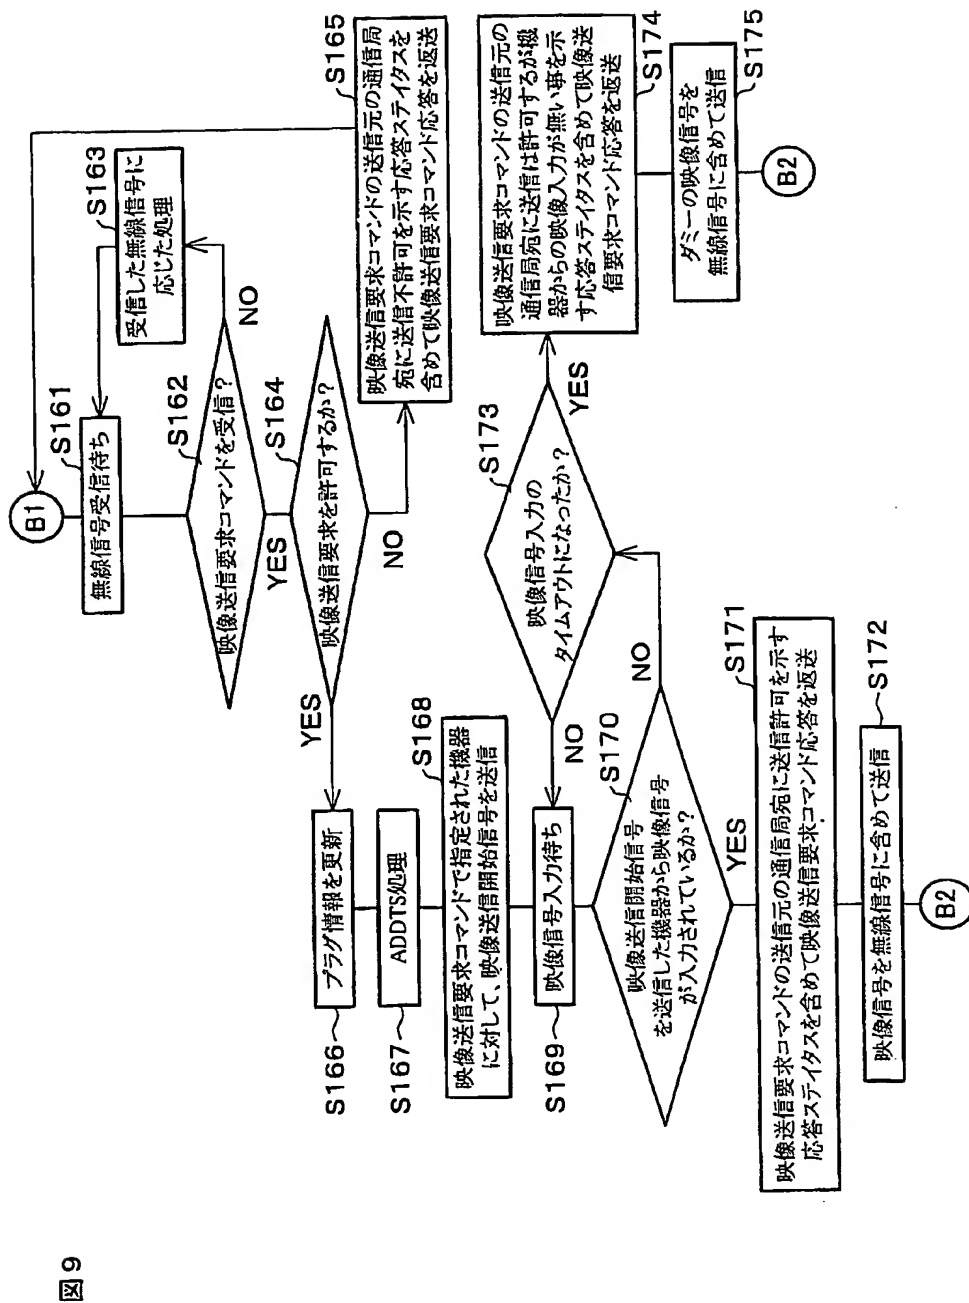 図9
B1
S161
無線信号受信待ち
S163
受信した無線信号に
応じた処理
S162
映像送信要求コマンドを受信?
NO
YES
S164
映像送信要求を許可するか?
YES
NO
S165
映像送信要求コマンドの送信元の通信局
宛に送信不許可を示す応答ステイタスを
含めて映像送信要求コマンド応答を返送
S166
プラグ情報を更新
S167
ADDTS処理
S168
映像送信要求コマンドで指定された機器
に対して、映像送信開始信号を送信
S169
映像信号入力待ち
S170
映像送信開始信号
を送信した機器から映像信号
が入力されているか?
NO
YES
S173
映像信号入力の
タイムアウトになったか?
NO
YES
S171
映像送信要求コマンドの送信元の通信局宛に送信許可を示す
応答ステイタスを含めて映像送信要求コマンド応答を返送
S172
映像信号を無線信号に含めて送信
B2
S174
映像送信要求コマンドの送信元の
通信局宛に送信は許可するが機
器からの映像入力が無い事を示
す応答ステイタスを含めて映像送
信要求コマンド応答を返送
S175
ダミーの映像信号を
無線信号に含めて送信
B2